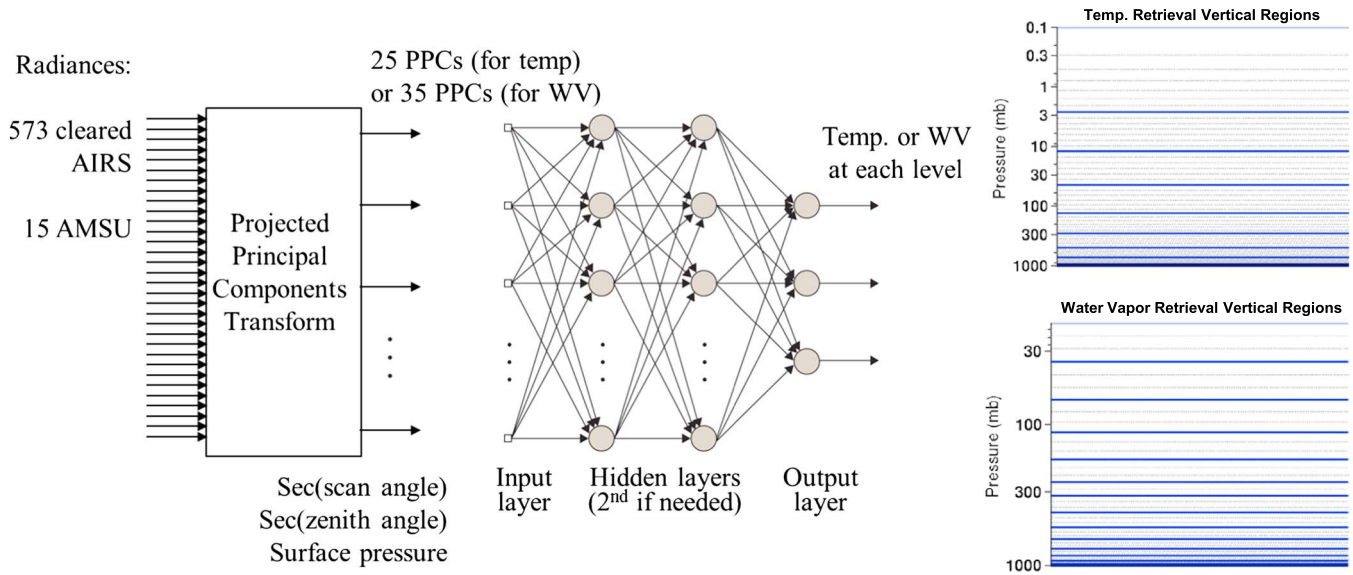 Radiances:
573 cleared
AIRS
15 AMSU
Projected
Principal
Components
Transform
25 PPCs (for temp)
or 35 PPCs (for WV)
Sec(scan angle)
Sec(zenith angle)
Surface pressure
Input
layer
Hidden layers
(2nd if needed)
Output
layer
Temp. or WV
at each level
Temp. Retrieval Vertical Regions
Pressure (mb)
0.1
0.3
1
3
10
30
100
300
1000
Water Vapor Retrieval Vertical Regions
Pressure (mb)
30
100
300
1000